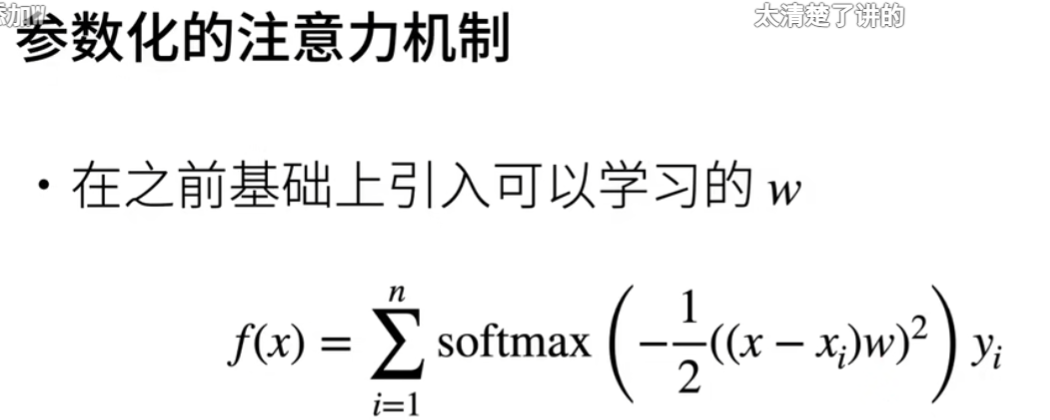 添加
太清楚了讲的
参数化的注意力机制
• 在之前基础上引入可以学习的 w
f(x) = \sum_{i=1}^{n} softmax \left( -\frac{1}{2}((x - x_i)w)^2 \right) y_i